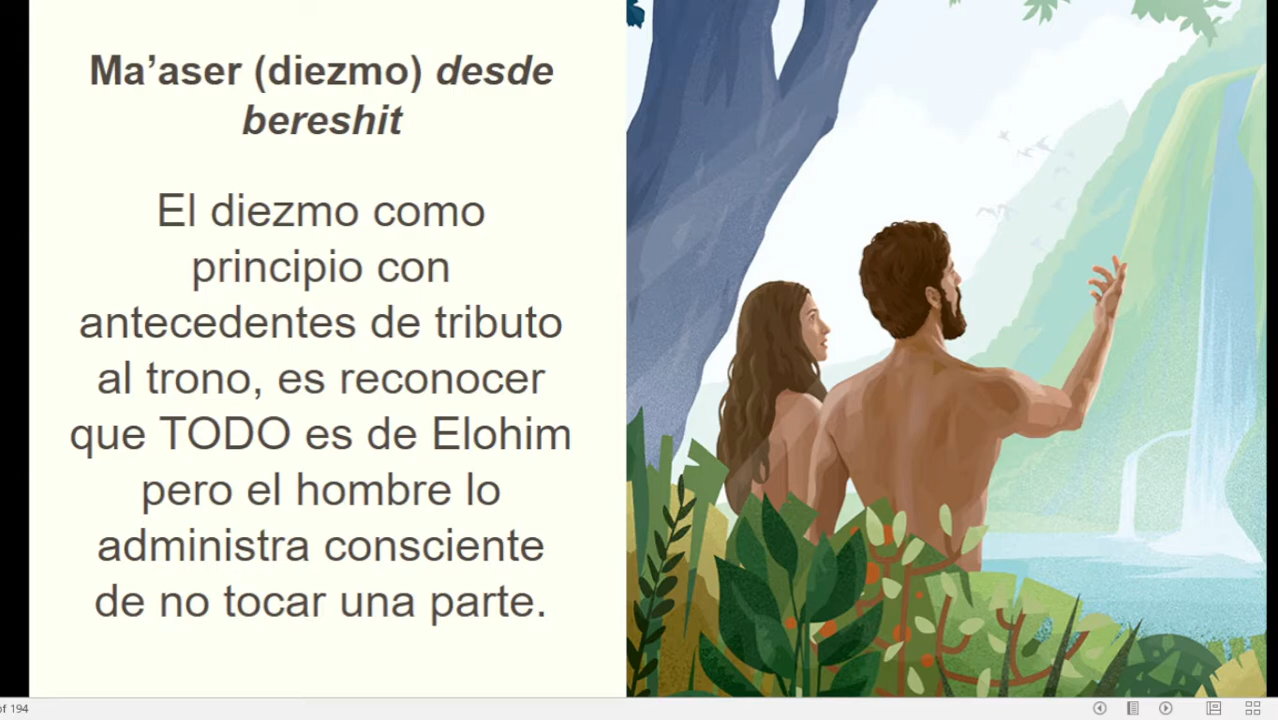 Ma’aser (diezmo) desde
bereshit
El diezmo como
principio con
antecedentes de tributo
al trono, es reconocer
que TODO es de Elohim
pero el hombre lo
administra consciente
de no tocar una parte.
of 194